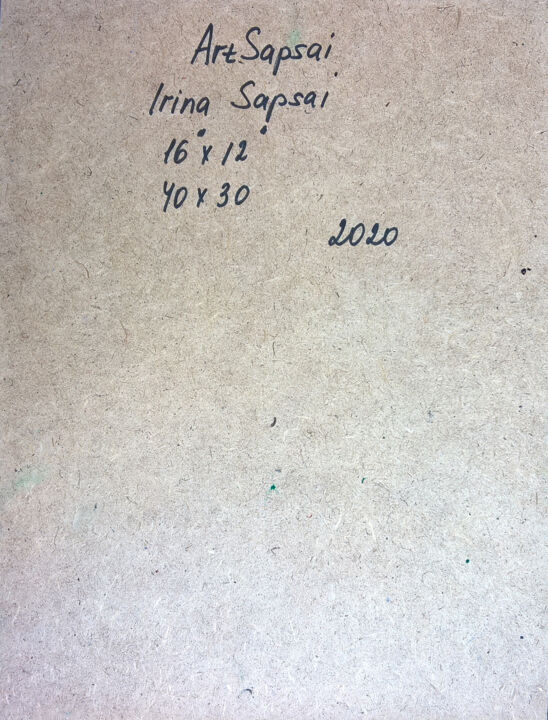 ArtSapsai
Irina Sapsai
16" x 12"
40 x 30
2020